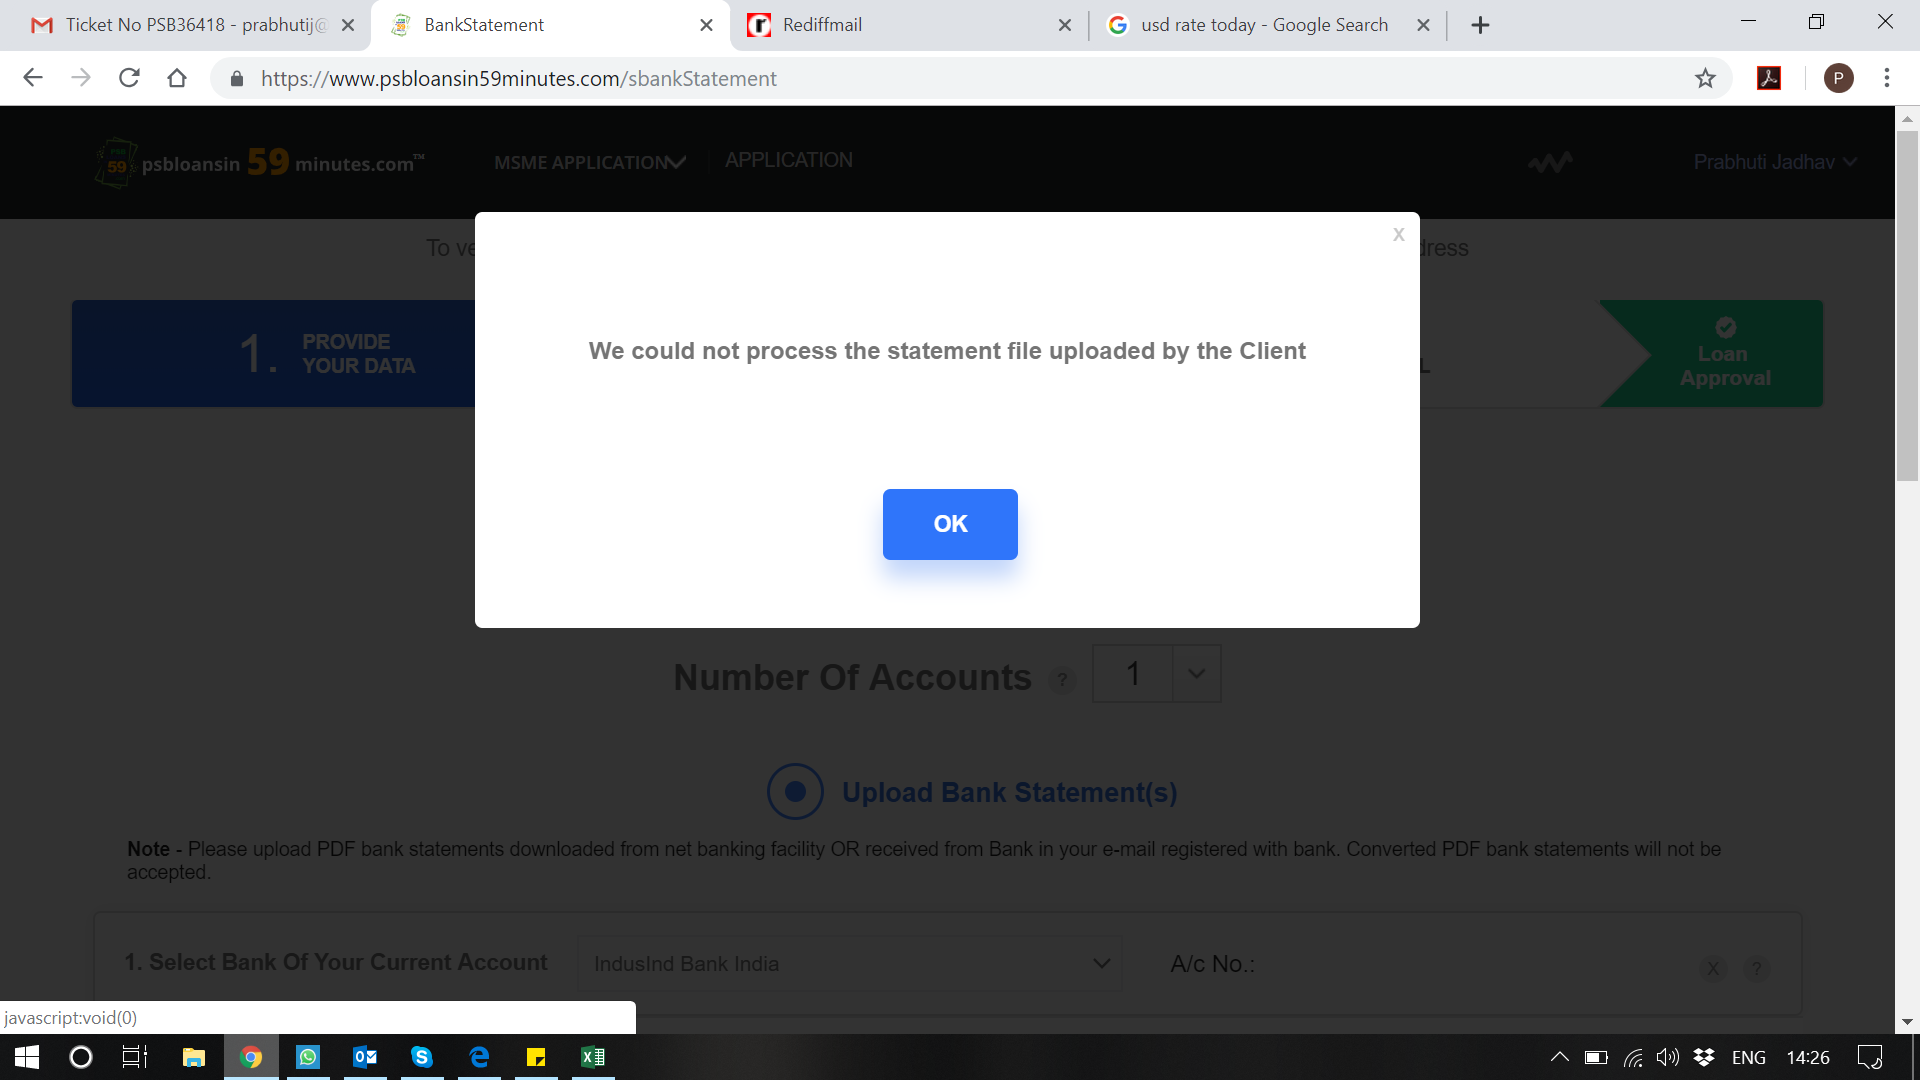 Ticket No PSB36418 - prabhutij@
BankStatement
Rediffmail
usd rate today - Google Search
https://www.psbloansin59minutes.com/sbankStatement
P
PSB
59
psbloansin 59 minutes.com™
MSME APPLICATION
APPLICATION
Prabhuti Jadhav
To ve
dress
X
1.
PROVIDE
YOUR DATA
We could not process the statement file uploaded by the Client
L
Loan
Approval
OK
Number Of Accounts ? 1
Upload Bank Statement(s)
Note - Please upload PDF bank statements downloaded from net banking facility OR received from Bank in your e-mail registered with bank. Converted PDF bank statements will not be
accepted.
1. Select Bank Of Your Current Account
IndusInd Bank India
A/c No.:
X ?
javascript:void(0)
ENG
14:26